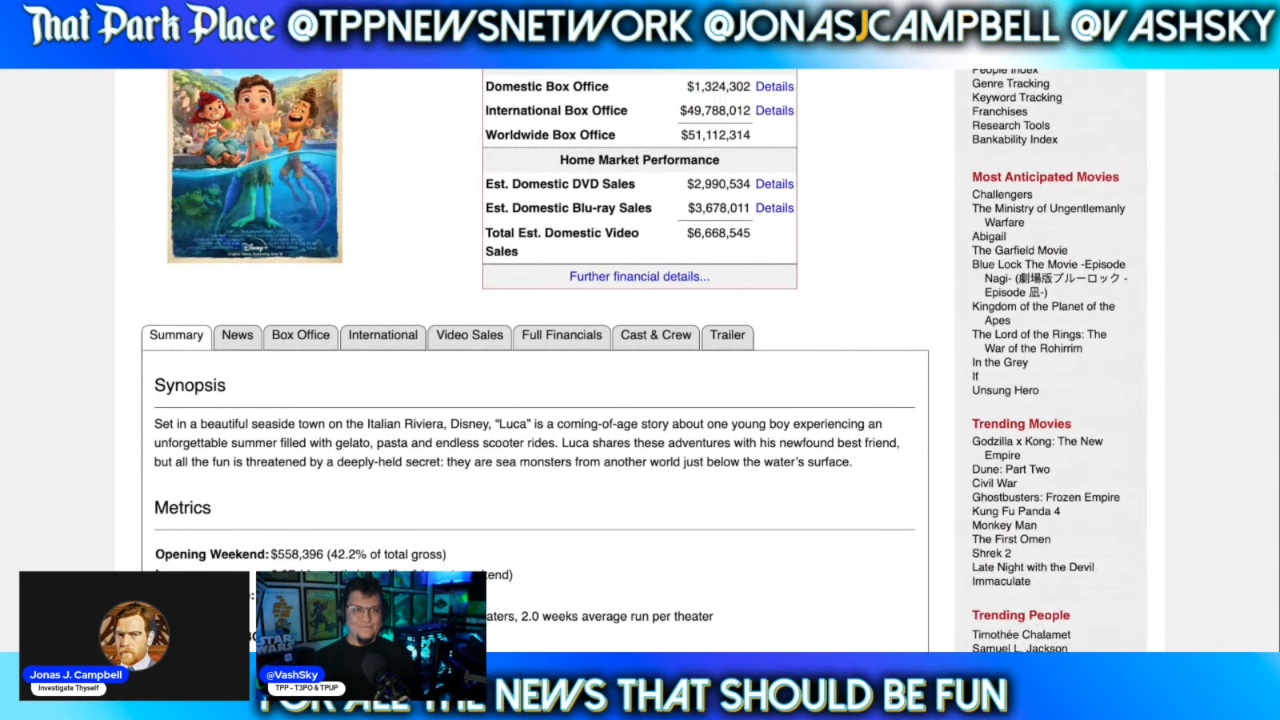 That Park Place @TPPNEWSNETWORK @JONASJCAMPBELL @VASHSKY
Disney+
Domestic Box Office $1,324,302 Details
International Box Office $49,788,012 Details
Worldwide Box Office $51,112,314
Home Market Performance
Est. Domestic DVD Sales $2,990,534 Details
Est. Domestic Blu-ray Sales $3,678,011 Details
Total Est. Domestic Video $6,668,545
Sales
Further financial details...
Summary News Box Office International Video Sales Full Financials Cast & Crew Trailer
Synopsis
Set in a beautiful seaside town on the Italian Riviera, Disney, “Luca” is a coming-of-age story about one young boy experiencing an
unforgettable summer filled with gelato, pasta and endless scooter rides. Luca shares these adventures with his newfound best friend,
but all the fun is threatened by a deeply-held secret: they are sea monsters from another world just below the water’s surface.
Metrics
Opening Weekend: $558,396 (42.2% of total gross)
2.0 weeks average run per theater
People Index
Genre Tracking
Keyword Tracking
Franchises
Research Tools
Bankability Index
Most Anticipated Movies
Challengers
The Ministry of Ungentlemanly
Warfare
Abigail
The Garfield Movie
Blue Lock The Movie -Episode
Nagi- (劇場版ブルーロック -
Episode 凪-)
Kingdom of the Planet of the
Apes
The Lord of the Rings: The
War of the Rohirrim
In the Grey
If
Unsung Hero
Trending Movies
Godzilla x Kong: The New
Empire
Dune: Part Two
Civil War
Ghostbusters: Frozen Empire
Kung Fu Panda 4
Monkey Man
The First Omen
Shrek 2
Late Night with the Devil
Immaculate
Trending People
Timothée Chalamet
Samuel L. Jackson
STAR
WARS
Jonas J. Campbell
Investigate Thyself
@VashSky
TPP - T3PO & TPUP
FOR ALL THE NEWS THAT SHOULD BE FUN